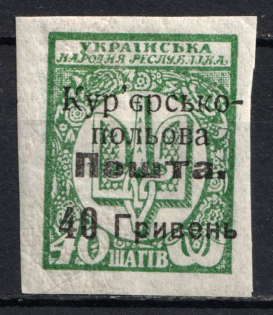 УКРАЇНСЬКА
НАРОДНЯ РЕСПУБЛІКА
Кур'єрсько-
польова
Пошта.
40 Гривень
40 ШАГІВ